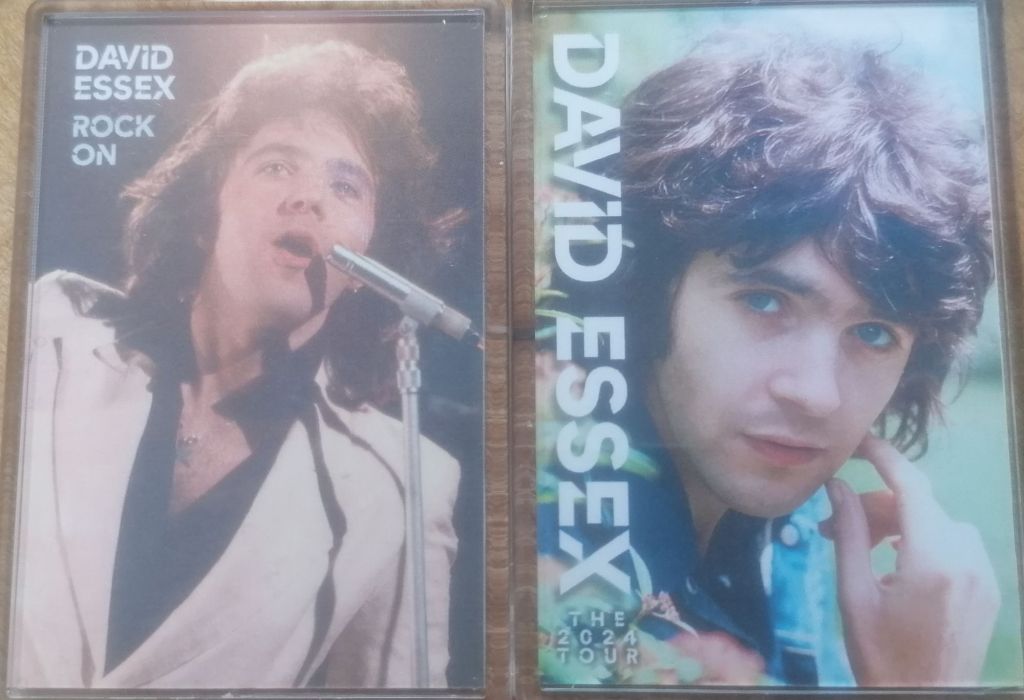 DAVID
ESSEX
ROCK
ON
DAVID ESSEX
THE
2024
TOUR